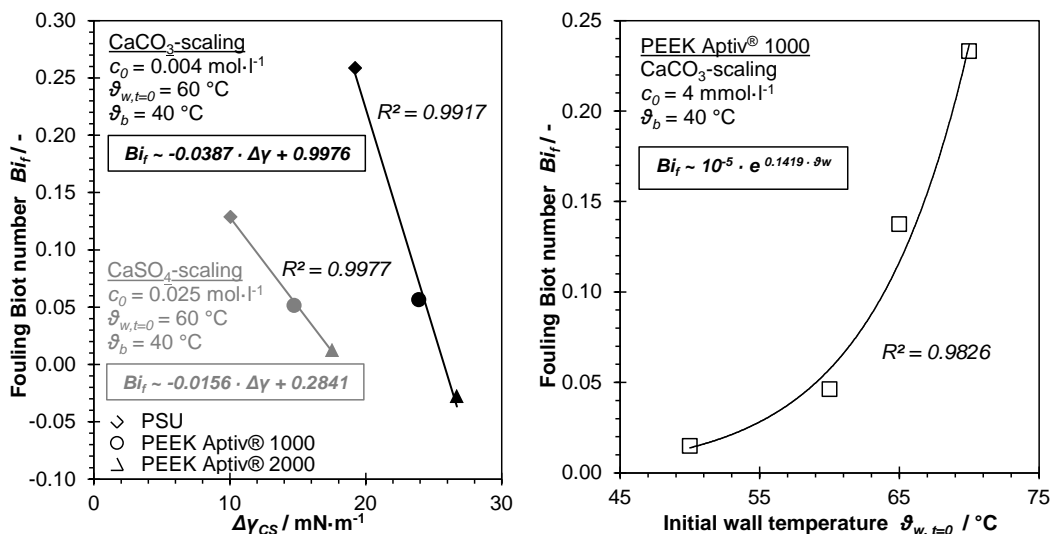 CaCO₃-scaling
c₀ = 0.004 mol·l⁻¹
ϑw,t=0 = 60 °C
ϑb = 40 °C
R² = 0.9917
Bif ~ -0.0387 · Δγ + 0.9976
CaSO₄-scaling
c₀ = 0.025 mol·l⁻¹
ϑw,t=0 = 60 °C
ϑb = 40 °C
R² = 0.9977
Bif ~ -0.0156 · Δγ + 0.2841
PSU
PEEK Aptiv® 1000
PEEK Aptiv® 2000
Fouling Biot number Bif / -
0.30
0.25
0.20
0.15
0.10
0.05
0.00
-0.05
-0.10
0
10
20
30
ΔγCS / mN·m⁻¹
PEEK Aptiv® 1000
CaCO₃-scaling
c₀ = 4 mmol·l⁻¹
ϑb = 40 °C
Bif ~ 10⁻⁵ · e 0.1419 · ϑw
R² = 0.9826
Fouling Biot number Bif / -
0.25
0.20
0.15
0.10
0.05
0.00
45
55
65
75
Initial wall temperature ϑw, t=0 / °C